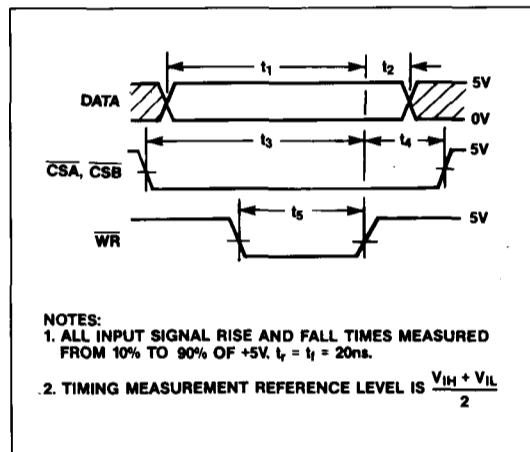 t1
t2
DATA
5V
0V
t3
t4
CSA, CSB
5V
t5
WR
5V
NOTES:
1. ALL INPUT SIGNAL RISE AND FALL TIMES MEASURED
FROM 10% TO 90% OF +5V. tr = tf = 20ns.
2. TIMING MEASUREMENT REFERENCE LEVEL IS VIH + VIL / 2